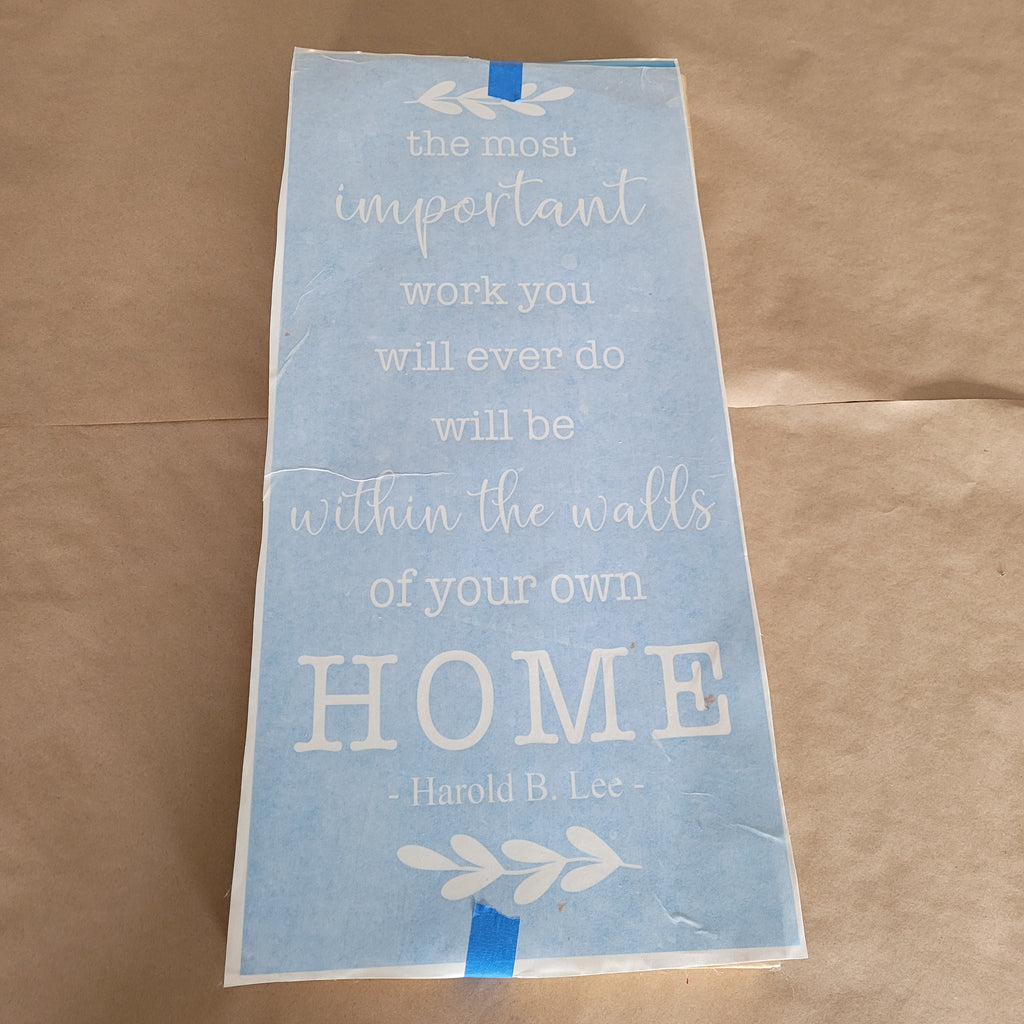 the most
important
work you
will ever do
will be
within the walls
of your own
HOME
- Harold B. Lee -